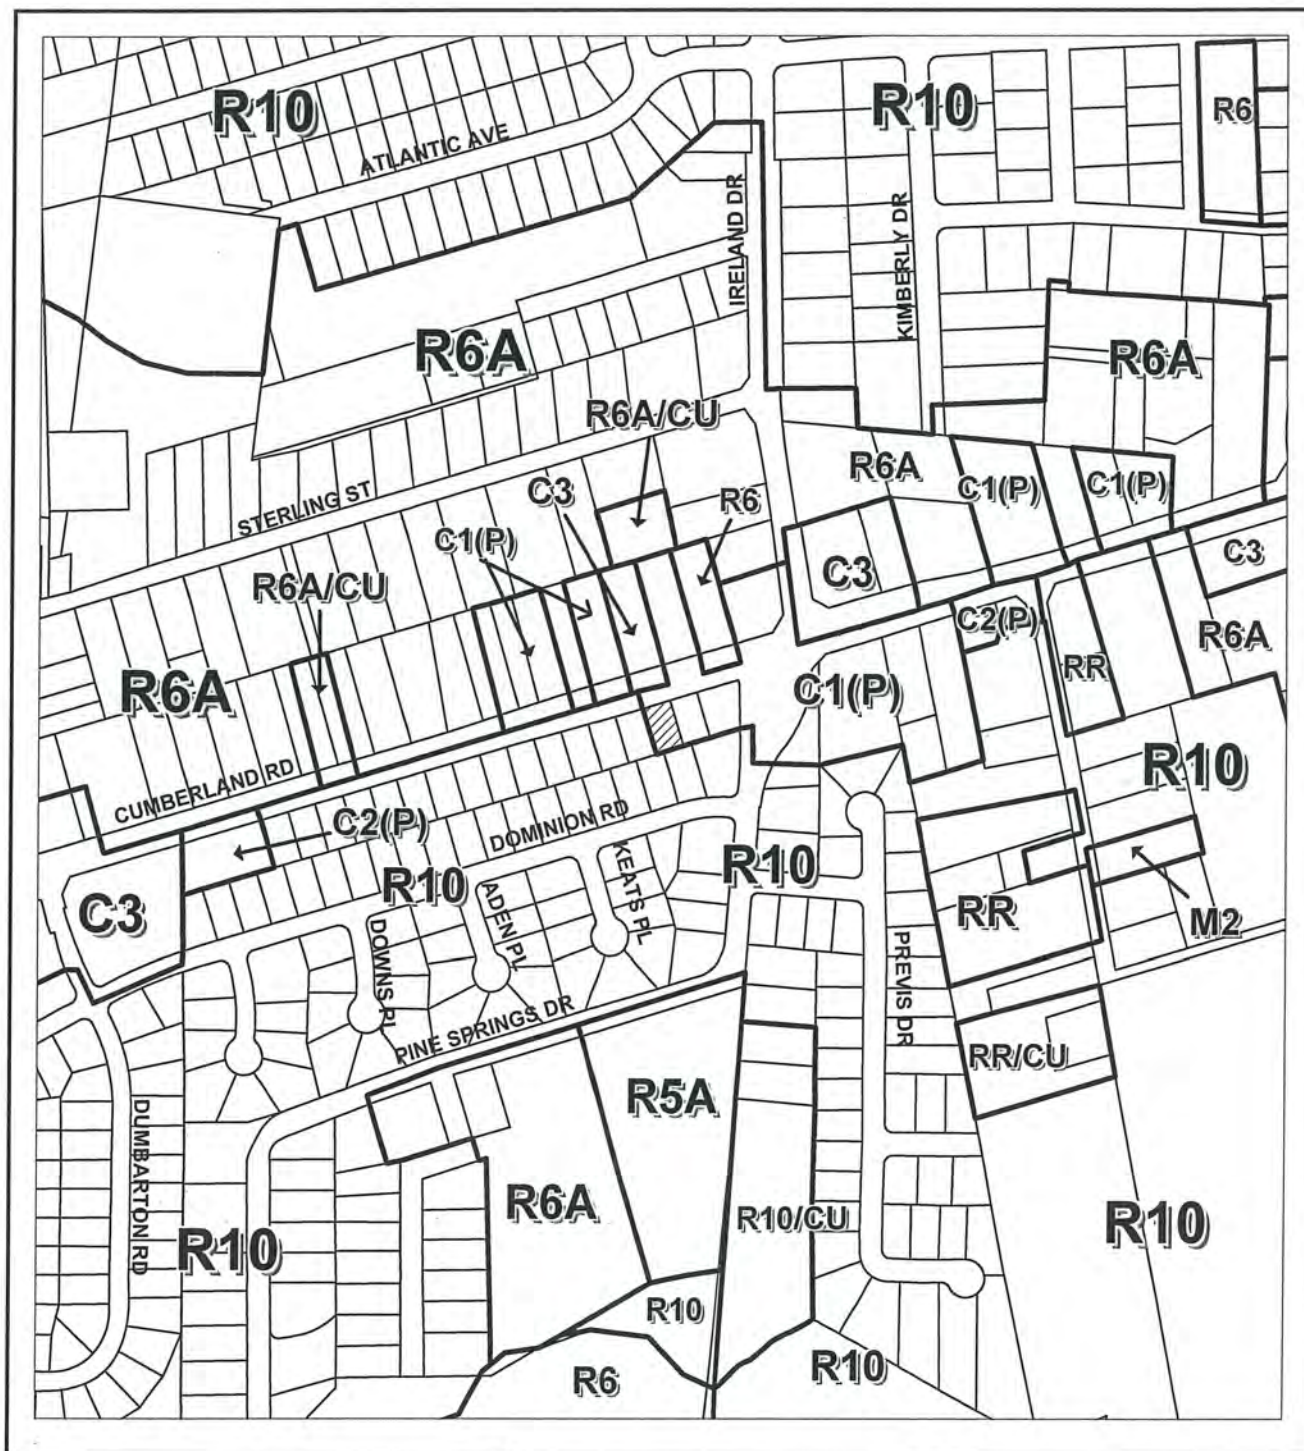 R10
R10
R6
ATLANTIC AVE
IRELAND DR
KIMBERLY DR
R6A
R6A
R6A/CU
R6A
C1(P)
C1(P)
STERLING ST
C3
R6
C1(P)
C3
C3
R6A/CU
C2(P)
R6A
RR
R6A
C1(P)
R10
CUMBERLAND RD
C2(P)
DOMINION RD
R10
R10
KEATS PL
ADEN PL
C3
RR
M2
DOWNS PL
PREVIS DR
PINE SPRINGS DR
RR/CU
R5A
DUMBARTON RD
R6A
R10/CU
R10
R10
R10
R6
R10